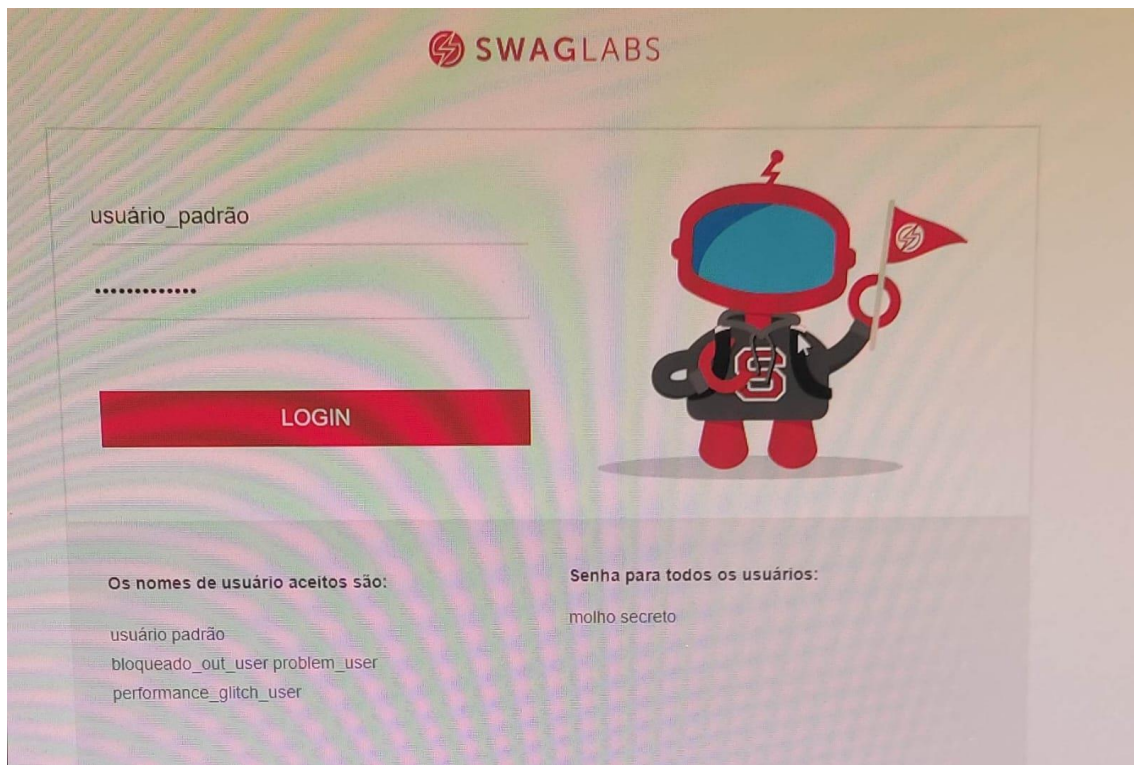 SWAGLABS
usuário_padrão
•••••••••••••
LOGIN
S
Os nomes de usuário aceitos são:
usuário padrão
bloqueado_out_user problem_user
performance_glitch_user
Senha para todos os usuários:
molho secreto